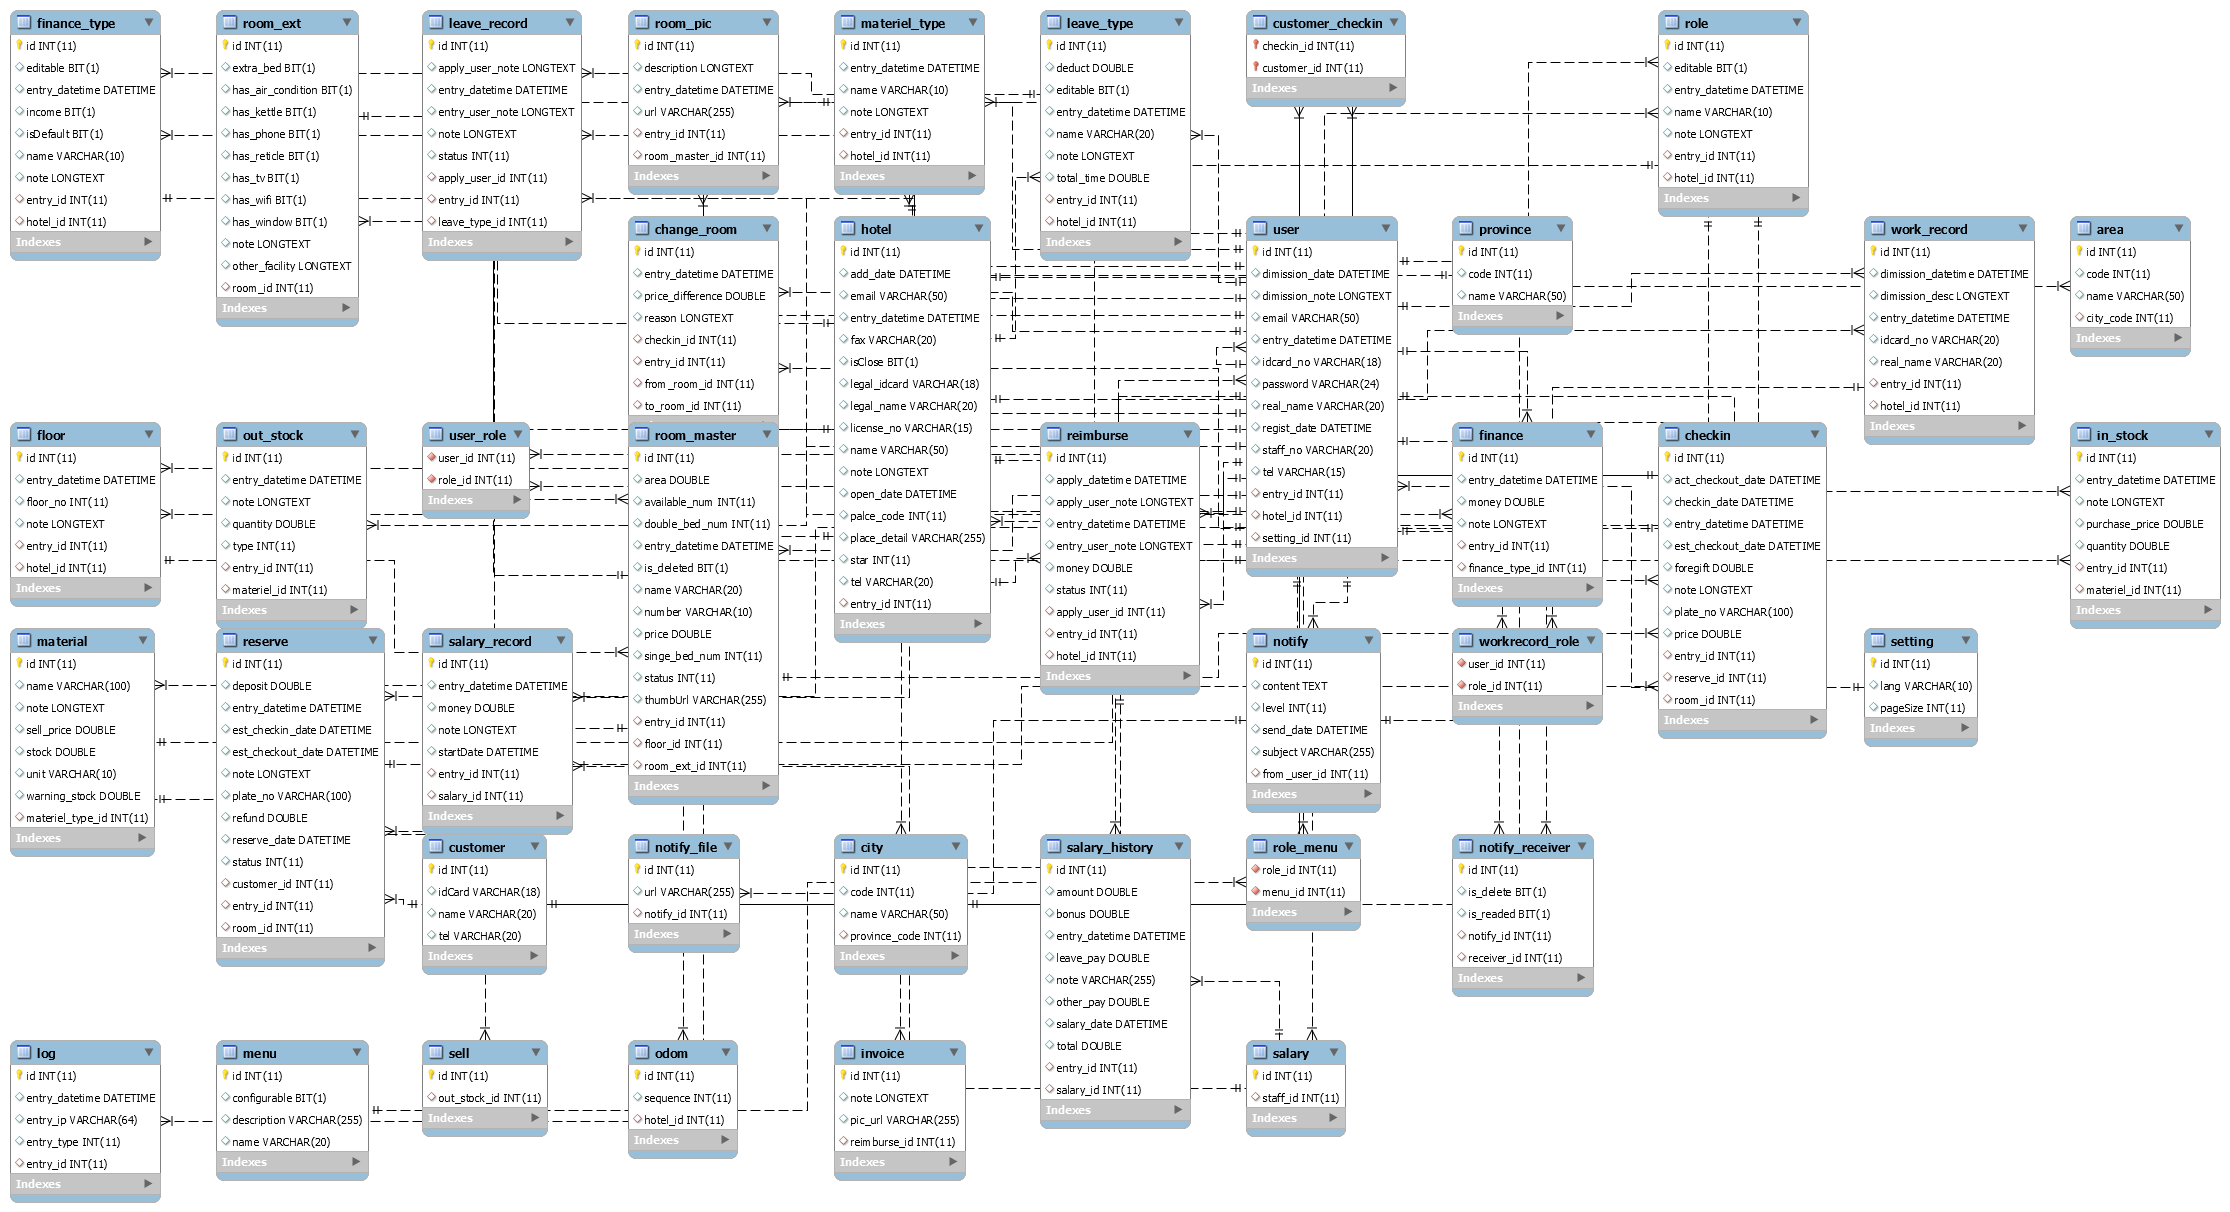 finance_type
id INT(11)
editable BIT(1)
entry_datetime DATETIME
income BIT(1)
isDefault BIT(1)
name VARCHAR(10)
note LONGTEXT
entry_id INT(11)
hotel_id INT(11)
Indexes
room_ext
id INT(11)
extra_bed BIT(1)
has_air_condition BIT(1)
has_kettle BIT(1)
has_phone BIT(1)
has_reticle BIT(1)
has_tv BIT(1)
has_wifi BIT(1)
has_window BIT(1)
note LONGTEXT
other_facility LONGTEXT
room_id INT(11)
Indexes
leave_record
id INT(11)
apply_user_note LONGTEXT
entry_datetime DATETIME
entry_user_note LONGTEXT
note LONGTEXT
status INT(11)
apply_user_id INT(11)
entry_id INT(11)
leave_type_id INT(11)
Indexes
room_pic
id INT(11)
description LONGTEXT
entry_datetime DATETIME
url VARCHAR(255)
entry_id INT(11)
room_master_id INT(11)
Indexes
materiel_type
id INT(11)
entry_datetime DATETIME
name VARCHAR(10)
note LONGTEXT
entry_id INT(11)
hotel_id INT(11)
Indexes
leave_type
id INT(11)
deduct DOUBLE
editable BIT(1)
entry_datetime DATETIME
name VARCHAR(20)
note LONGTEXT
total_time DOUBLE
entry_id INT(11)
hotel_id INT(11)
Indexes
customer_checkin
checkin_id INT(11)
customer_id INT(11)
Indexes
role
id INT(11)
editable BIT(1)
entry_datetime DATETIME
name VARCHAR(10)
note LONGTEXT
entry_id INT(11)
hotel_id INT(11)
Indexes
change_room
id INT(11)
entry_datetime DATETIME
price_difference DOUBLE
reason LONGTEXT
checkin_id INT(11)
entry_id INT(11)
from_room_id INT(11)
to_room_id INT(11)
hotel
id INT(11)
add_date DATETIME
email VARCHAR(50)
entry_datetime DATETIME
fax VARCHAR(20)
isClose BIT(1)
legal_idcard VARCHAR(18)
legal_name VARCHAR(20)
license_no VARCHAR(15)
name VARCHAR(50)
note LONGTEXT
open_date DATETIME
palce_code INT(11)
place_detail VARCHAR(255)
star INT(11)
tel VARCHAR(20)
entry_id INT(11)
Indexes
user
id INT(11)
dimission_date DATETIME
dimission_note LONGTEXT
email VARCHAR(50)
entry_datetime DATETIME
idcard_no VARCHAR(18)
password VARCHAR(24)
real_name VARCHAR(20)
regist_date DATETIME
staff_no VARCHAR(20)
tel VARCHAR(15)
entry_id INT(11)
hotel_id INT(11)
setting_id INT(11)
Indexes
province
id INT(11)
code INT(11)
name VARCHAR(50)
Indexes
work_record
id INT(11)
dimission_datetime DATETIME
dimission_desc LONGTEXT
entry_datetime DATETIME
idcard_no VARCHAR(20)
real_name VARCHAR(20)
entry_id INT(11)
hotel_id INT(11)
Indexes
area
id INT(11)
code INT(11)
name VARCHAR(50)
city_code INT(11)
Indexes
floor
id INT(11)
entry_datetime DATETIME
floor_no INT(11)
note LONGTEXT
entry_id INT(11)
hotel_id INT(11)
Indexes
out_stock
id INT(11)
entry_datetime DATETIME
note LONGTEXT
quantity DOUBLE
type INT(11)
entry_id INT(11)
materiel_id INT(11)
Indexes
user_role
user_id INT(11)
role_id INT(11)
Indexes
room_master
id INT(11)
area DOUBLE
available_num INT(11)
double_bed_num INT(11)
entry_datetime DATETIME
is_deleted BIT(1)
name VARCHAR(20)
number VARCHAR(10)
price DOUBLE
singe_bed_num INT(11)
status INT(11)
thumbUrl VARCHAR(255)
entry_id INT(11)
floor_id INT(11)
room_ext_id INT(11)
Indexes
reimburse
id INT(11)
apply_datetime DATETIME
apply_user_note LONGTEXT
entry_datetime DATETIME
entry_user_note LONGTEXT
money DOUBLE
status INT(11)
apply_user_id INT(11)
entry_id INT(11)
hotel_id INT(11)
Indexes
finance
id INT(11)
entry_datetime DATETIME
money DOUBLE
note LONGTEXT
entry_id INT(11)
finance_type_id INT(11)
Indexes
checkin
id INT(11)
act_checkout_date DATETIME
checkin_date DATETIME
entry_datetime DATETIME
est_checkout_date DATETIME
foregift DOUBLE
note LONGTEXT
plate_no VARCHAR(100)
price DOUBLE
entry_id INT(11)
reserve_id INT(11)
room_id INT(11)
Indexes
in_stock
id INT(11)
entry_datetime DATETIME
note LONGTEXT
purchase_price DOUBLE
quantity DOUBLE
entry_id INT(11)
materiel_id INT(11)
Indexes
material
id INT(11)
name VARCHAR(100)
note LONGTEXT
sell_price DOUBLE
stock DOUBLE
unit VARCHAR(10)
warning_stock DOUBLE
materiel_type_id INT(11)
Indexes
reserve
id INT(11)
deposit DOUBLE
entry_datetime DATETIME
est_checkin_date DATETIME
est_checkout_date DATETIME
note LONGTEXT
plate_no VARCHAR(100)
refund DOUBLE
reserve_date DATETIME
status INT(11)
customer_id INT(11)
entry_id INT(11)
room_id INT(11)
Indexes
salary_record
id INT(11)
entry_datetime DATETIME
money DOUBLE
note LONGTEXT
startDate DATETIME
entry_id INT(11)
salary_id INT(11)
Indexes
notify
id INT(11)
content TEXT
level INT(11)
send_date DATETIME
subject VARCHAR(255)
from_user_id INT(11)
Indexes
workrecord_role
user_id INT(11)
role_id INT(11)
Indexes
setting
id INT(11)
lang VARCHAR(10)
pageSize INT(11)
Indexes
customer
id INT(11)
idCard VARCHAR(18)
name VARCHAR(20)
tel VARCHAR(20)
Indexes
notify_file
id INT(11)
url VARCHAR(255)
notify_id INT(11)
Indexes
city
id INT(11)
code INT(11)
name VARCHAR(50)
province_code INT(11)
Indexes
salary_history
id INT(11)
amount DOUBLE
bonus DOUBLE
entry_datetime DATETIME
leave_pay DOUBLE
note VARCHAR(255)
other_pay DOUBLE
salary_date DATETIME
total DOUBLE
entry_id INT(11)
salary_id INT(11)
Indexes
role_menu
role_id INT(11)
menu_id INT(11)
Indexes
notify_receiver
id INT(11)
is_delete BIT(1)
is_readed BIT(1)
notify_id INT(11)
receiver_id INT(11)
Indexes
log
id INT(11)
entry_datetime DATETIME
entry_ip VARCHAR(64)
entry_type INT(11)
entry_id INT(11)
Indexes
menu
id INT(11)
configurable BIT(1)
description VARCHAR(255)
name VARCHAR(20)
Indexes
sell
id INT(11)
out_stock_id INT(11)
Indexes
odom
id INT(11)
sequence INT(11)
hotel_id INT(11)
Indexes
invoice
id INT(11)
note LONGTEXT
pic_url VARCHAR(255)
reimburse_id INT(11)
Indexes
salary
id INT(11)
staff_id INT(11)
Indexes